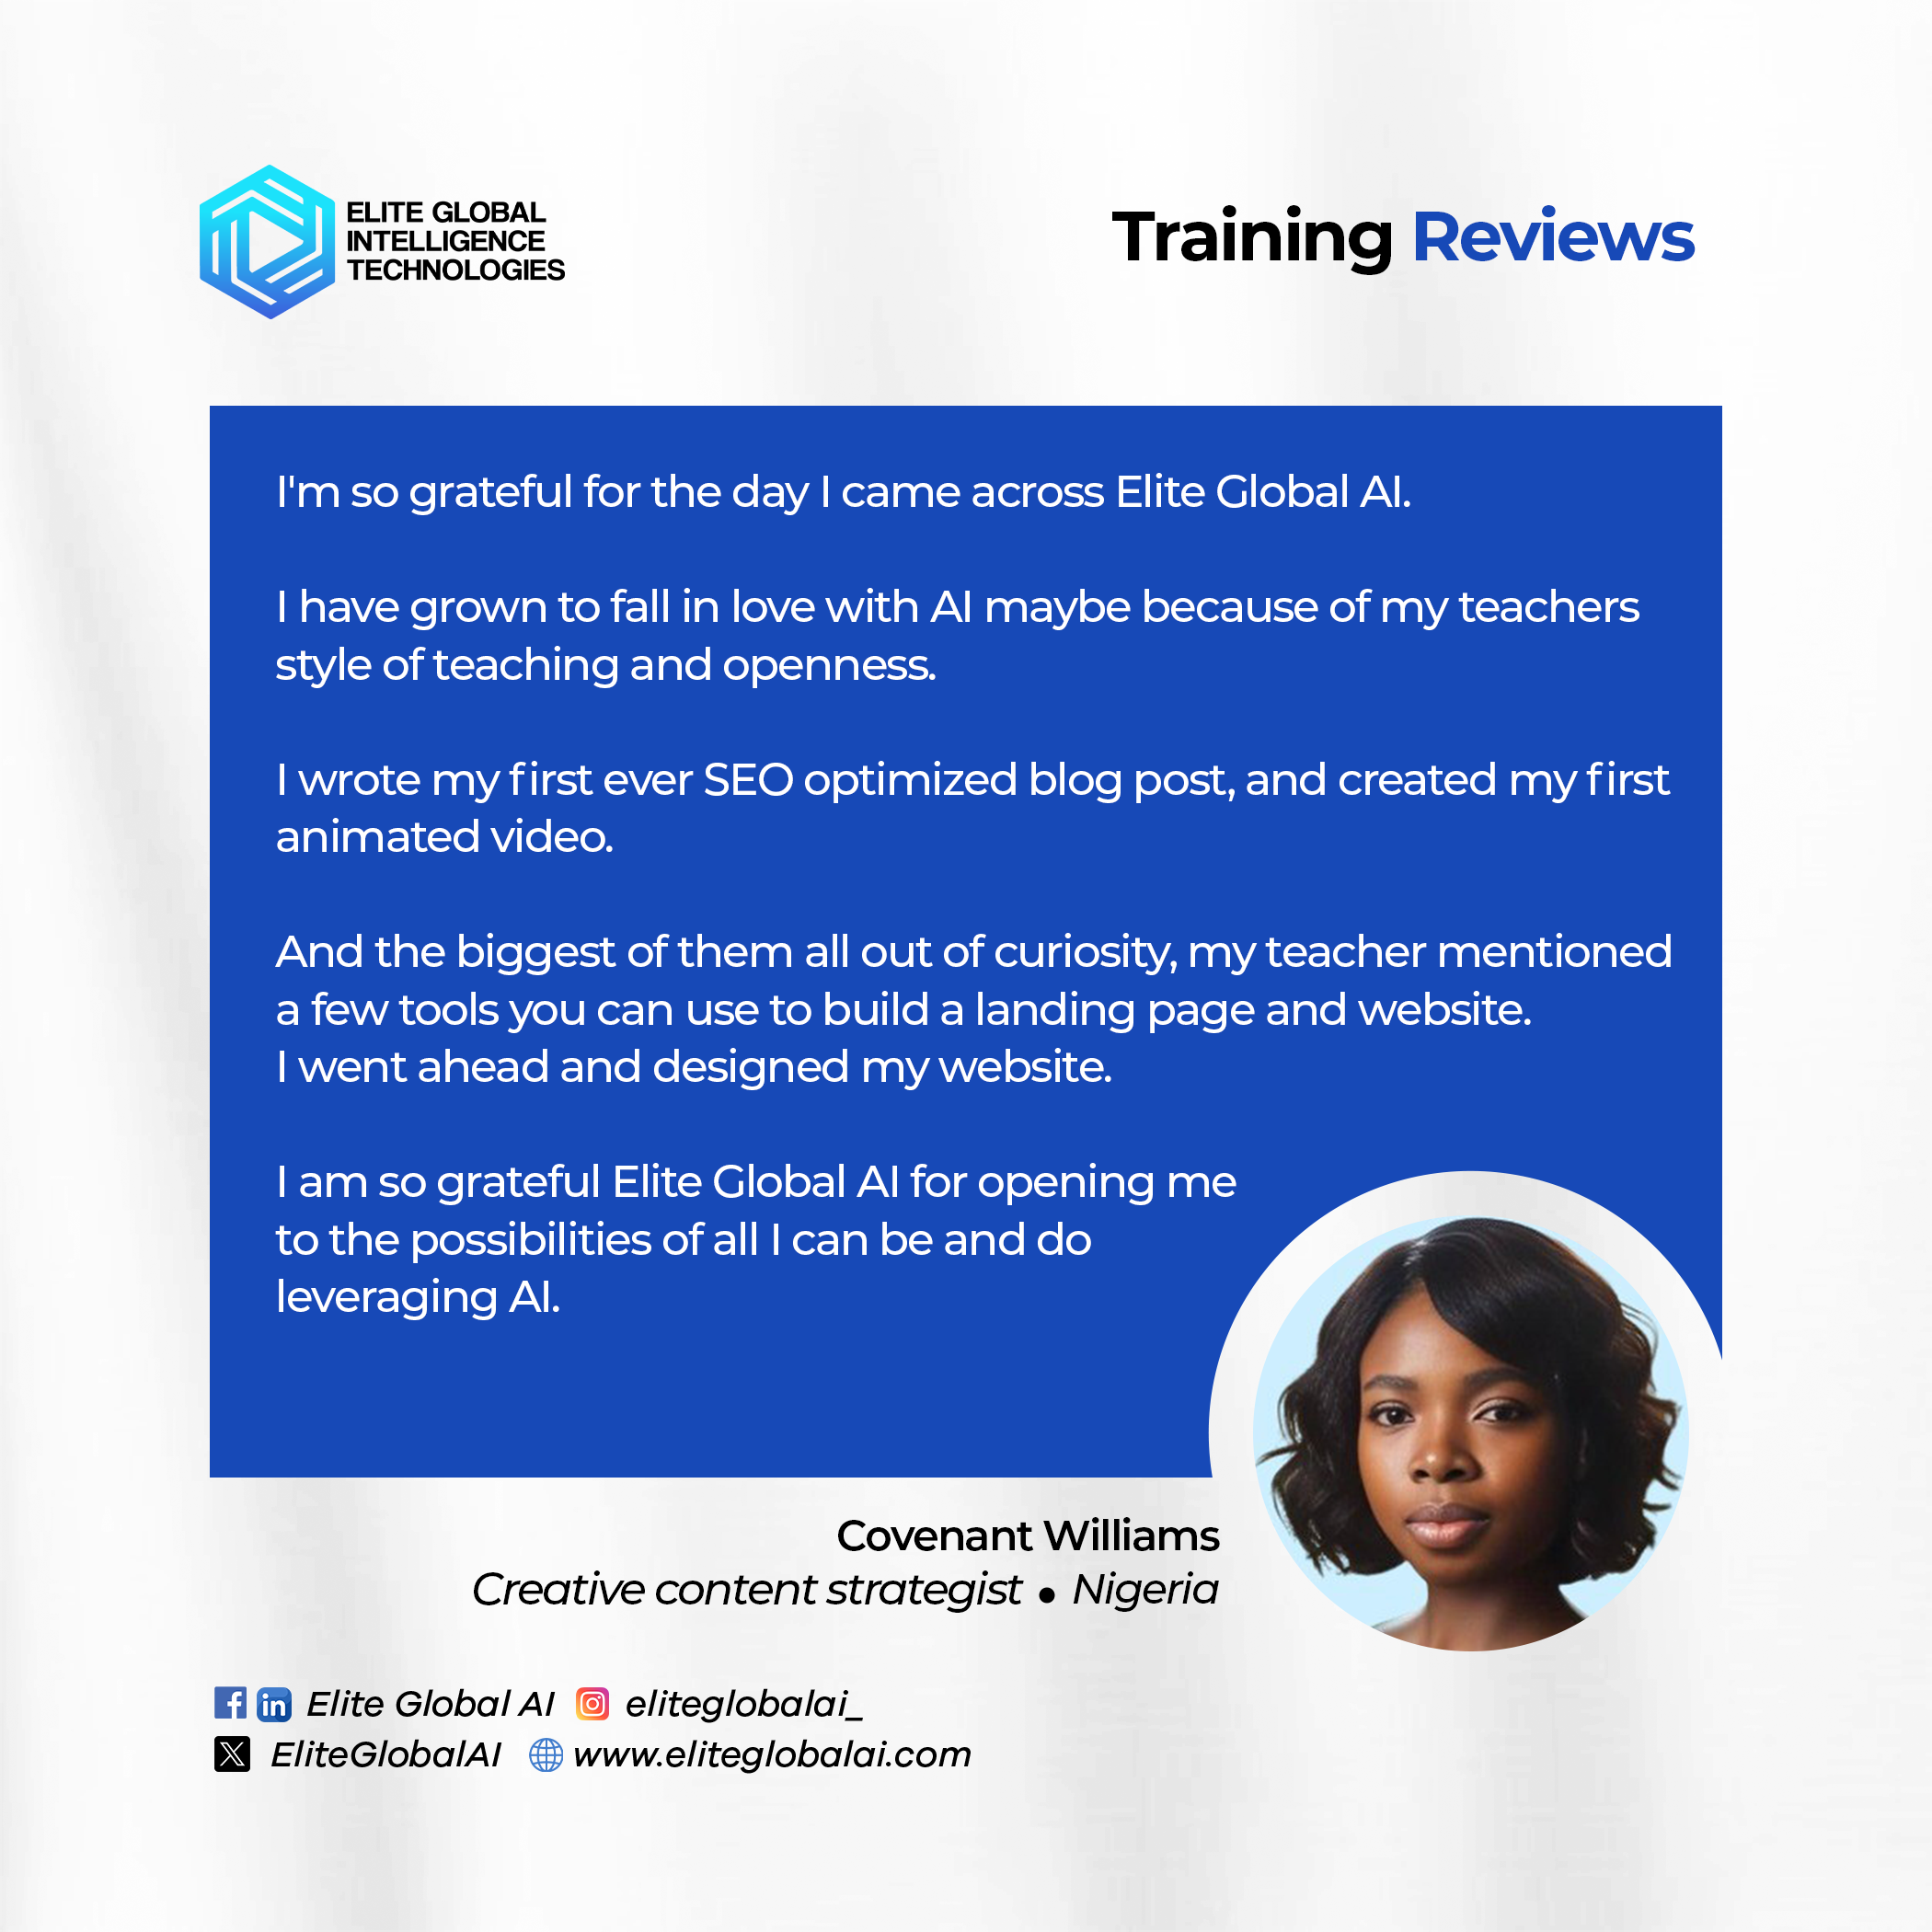 ELITE GLOBAL
INTELLIGENCE
TECHNOLOGIES
Training Reviews
I'm so grateful for the day I came across Elite Global AI.
I have grown to fall in love with AI maybe because of my teachers
style of teaching and openness.
I wrote my first ever SEO optimized blog post, and created my first
animated video.
And the biggest of them all out of curiosity, my teacher mentioned
a few tools you can use to build a landing page and website.
I went ahead and designed my website.
I am so grateful Elite Global AI for opening me
to the possibilities of all I can be and do
leveraging AI.
Covenant Williams
Creative content strategist • Nigeria
Elite Global AI eliteglobalai_
EliteGlobalAI www.eliteglobalai.com